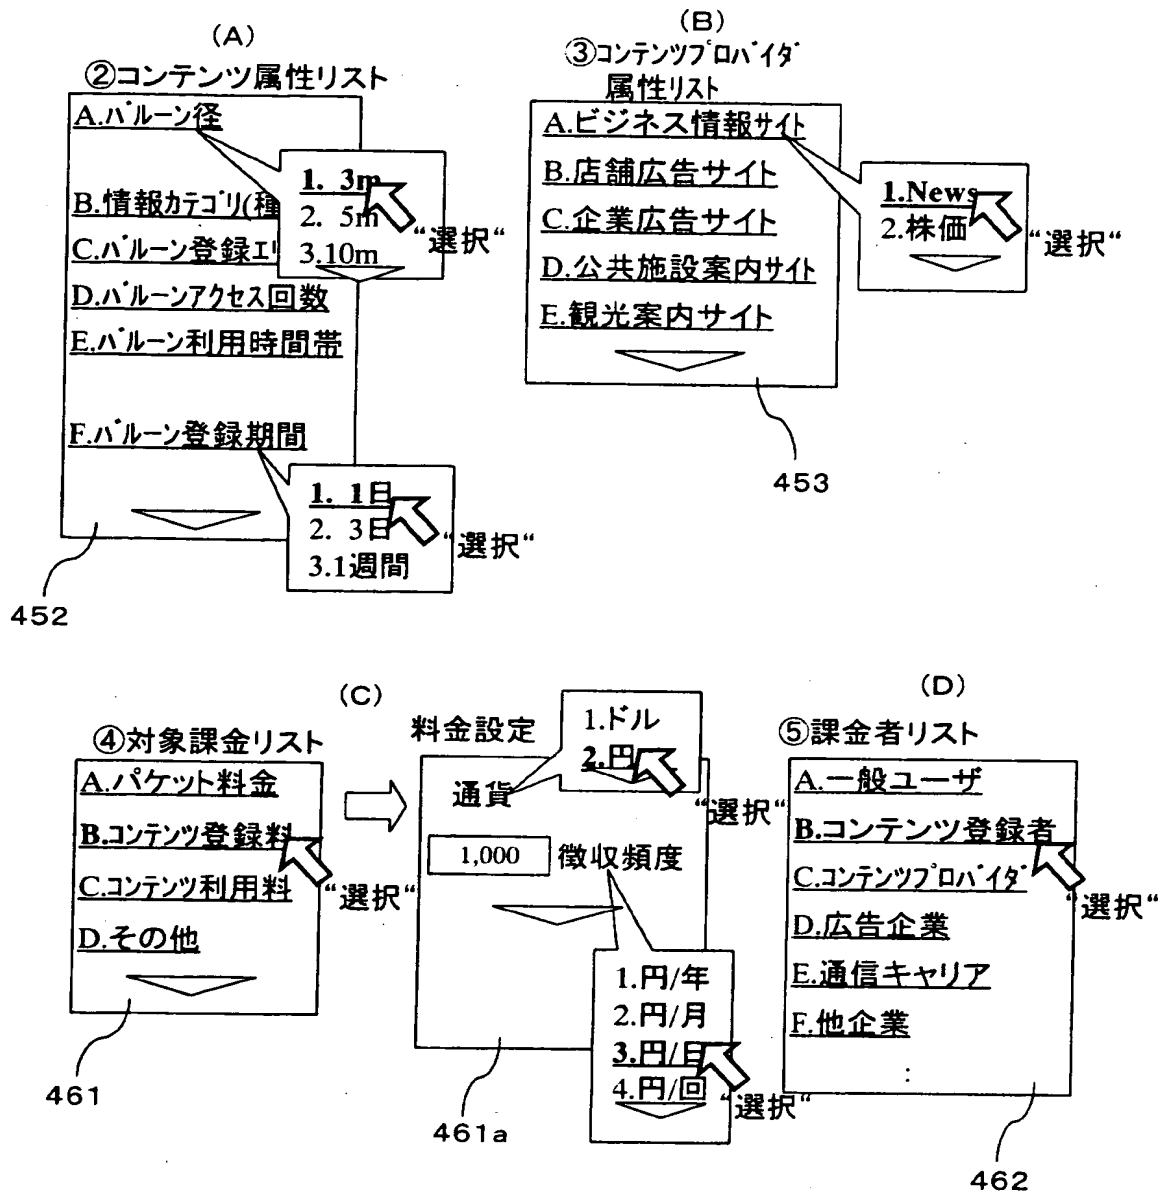 (A)
②コンテンツ属性リスト
A.バルーン径
1. 3m
2. 5m
3.10m
“選択“
B.情報カテゴリ(種
C.バルーン登録エリ
D.バルーンアクセス回数
E.バルーン利用時間帯
F.バルーン登録期間
1. 1日
2. 3日
3.1週間
“選択“
452
(B)
③コンテンツプロバイダ
属性リスト
A.ビジネス情報サイト
B.店舗広告サイト
C.企業広告サイト
D.公共施設案内サイト
E.観光案内サイト
1.News
2.株価
“選択“
453
(C)
④対象課金リスト
A.パケット料金
B.コンテンツ登録料
C.コンテンツ利用料
D.その他
“選択“
461
料金設定
通貨
1.ドル
2.円
“選択“
1,000 徴収頻度
1.円/年
2.円/月
3.円/日
4.円/回
“選択“
461a
(D)
⑤課金者リスト
A.一般ユーザ
B.コンテンツ登録者
C.コンテンツプロバイダ
D.広告企業
E.通信キャリア
F.他企業
:
“選択“
462